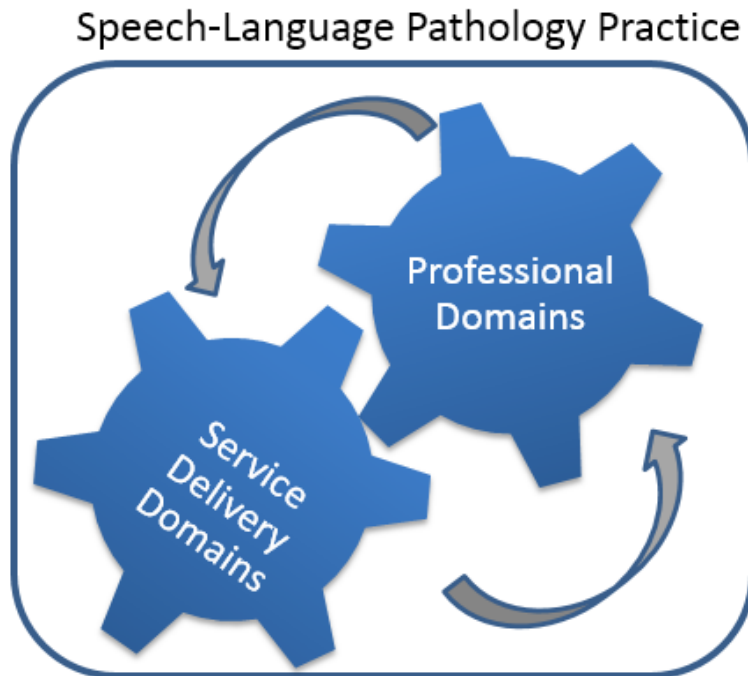 Speech-Language Pathology Practice
Professional
Domains
Service
Delivery
Domains